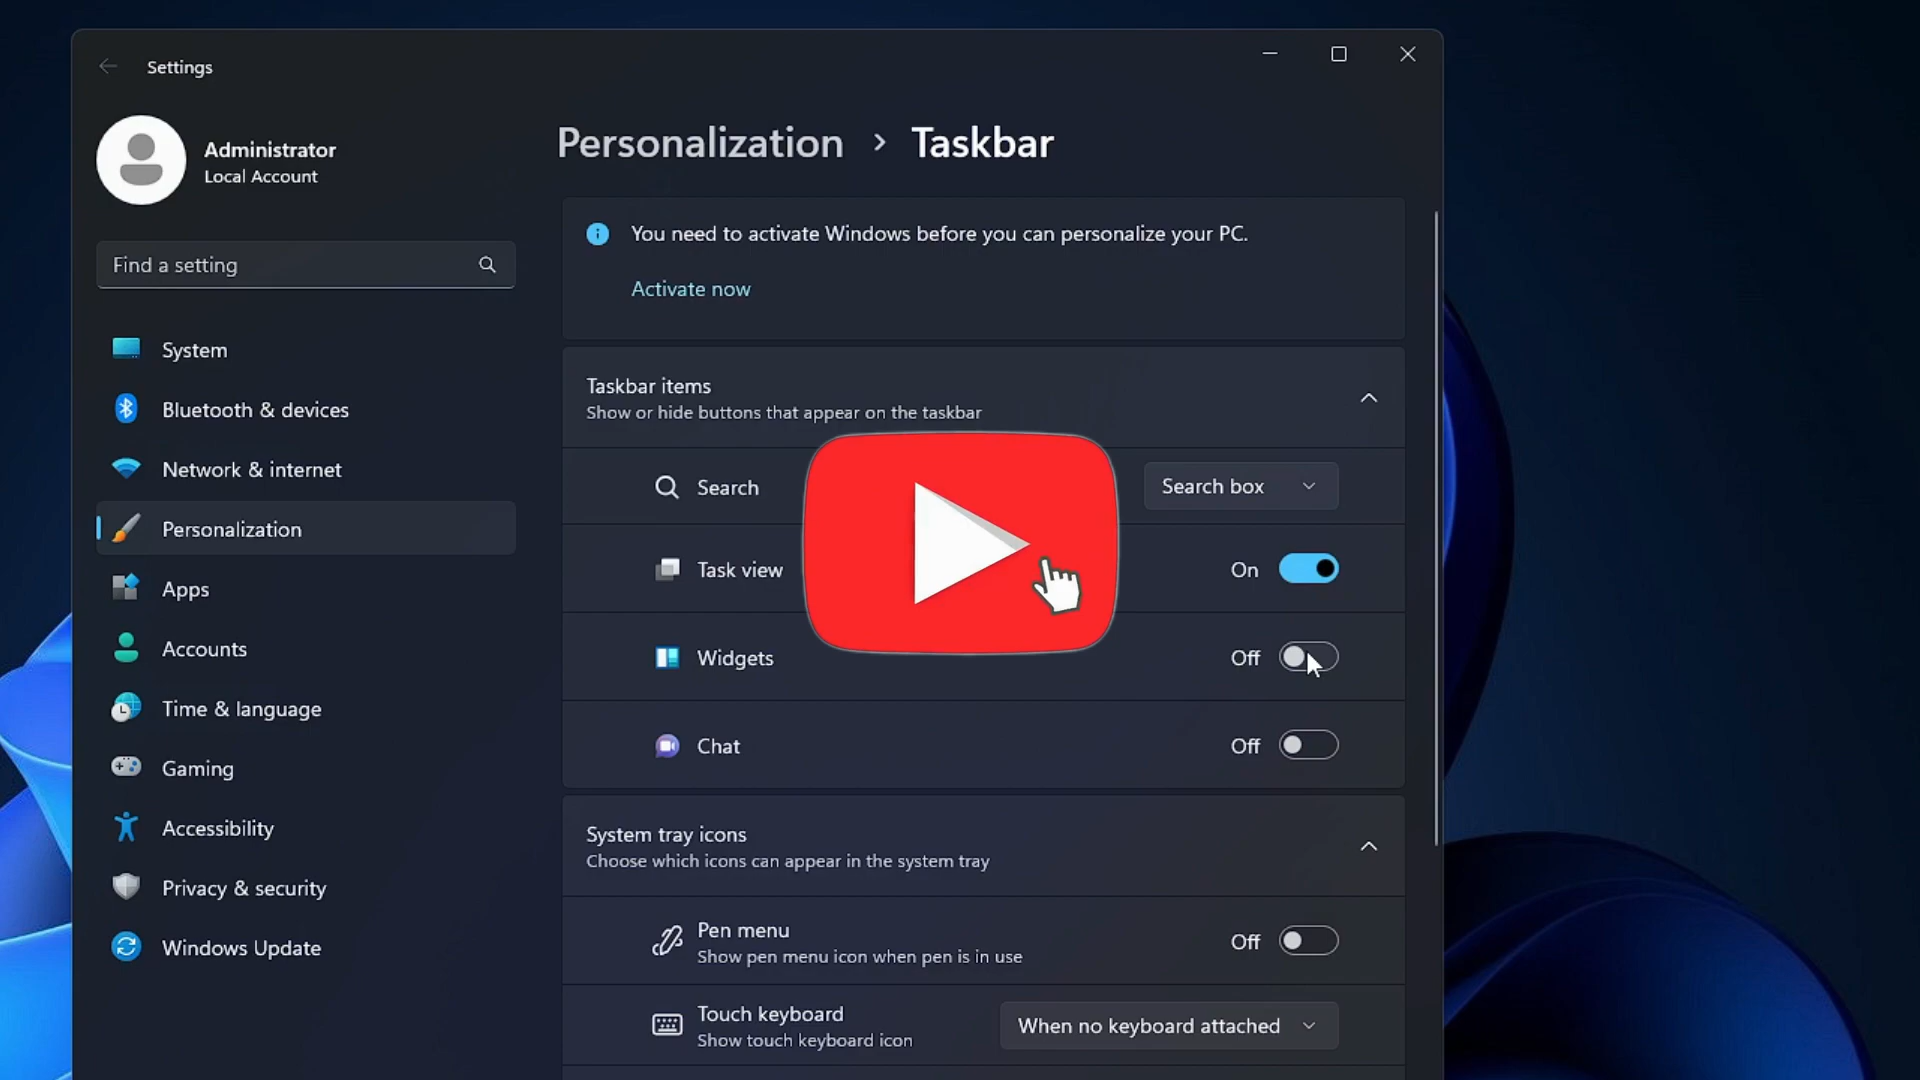 Settings
Administrator
Local Account
Find a setting
System
Bluetooth & devices
Network & internet
Personalization
Apps
Accounts
Time & language
Gaming
Accessibility
Privacy & security
Windows Update
Personalization > Taskbar
You need to activate Windows before you can personalize your PC.
Activate now
Taskbar items
Show or hide buttons that appear on the taskbar
Search
Search box
Task view
On
Widgets
Off
Chat
Off
System tray icons
Choose which icons can appear in the system tray
Pen menu
Show pen menu icon when pen is in use
Off
Touch keyboard
Show touch keyboard icon
When no keyboard attached